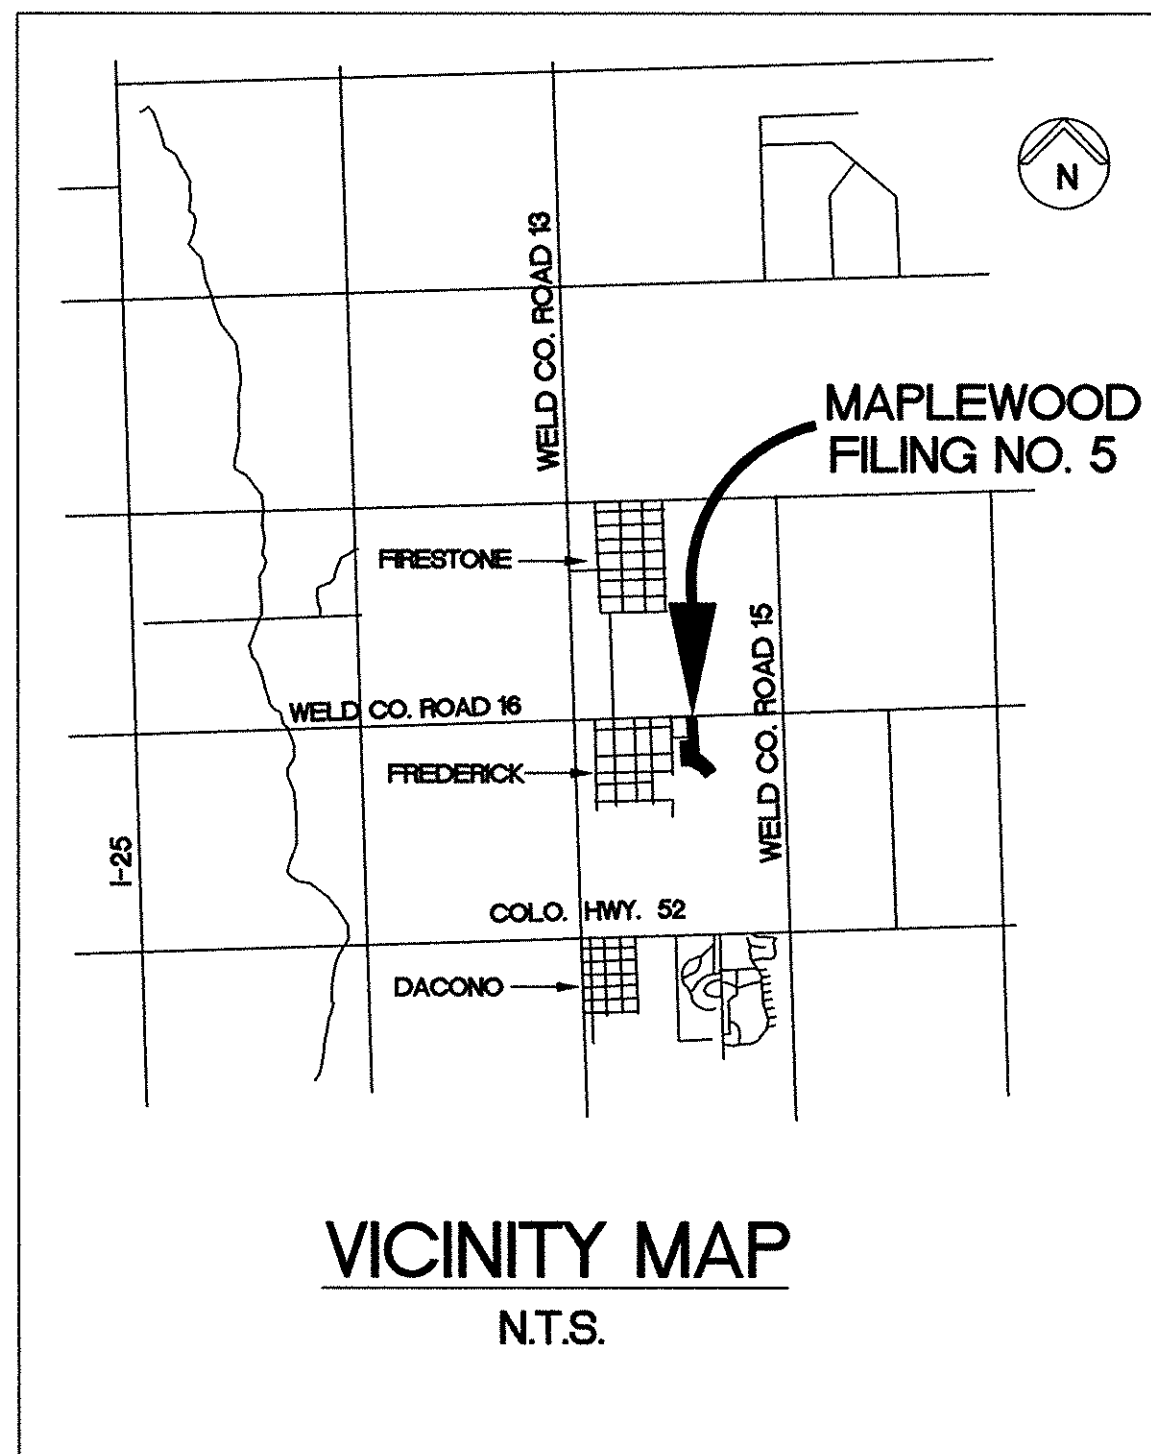 N
WELD CO. ROAD 13
MAPLEWOOD
FILING NO. 5
FIRESTONE
WELD CO. ROAD 15
WELD CO. ROAD 16
FREDERICK
I-25
COLO. HWY. 52
DACONO
VICINITY MAP
N.T.S.